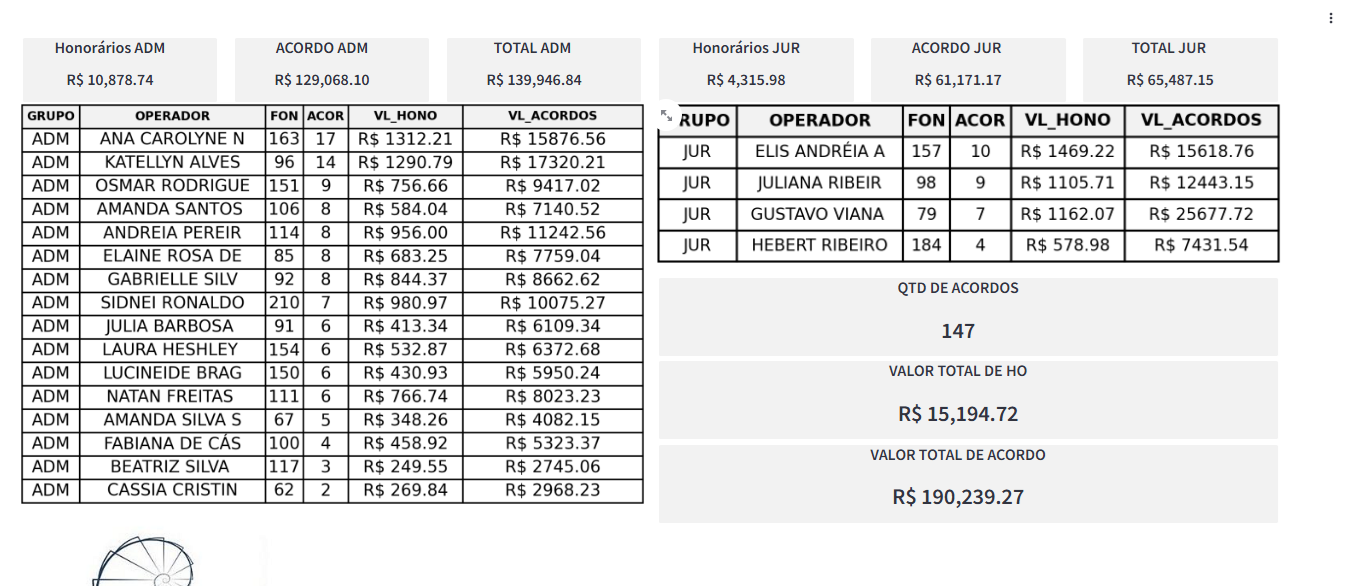 Honorários ADM
R$ 10,878.74
ACORDO ADM
R$ 129,068.10
TOTAL ADM
R$ 139,946.84
Honorários JUR
R$ 4,315.98
ACORDO JUR
R$ 61,171.17
TOTAL JUR
R$ 65,487.15
GRUPO OPERADOR FON ACOR VL_HONO VL_ACORDOS
ADM ANA CAROLYNE N 163 17 R$ 1312.21 R$ 15876.56
ADM KATELLYN ALVES 96 14 R$ 1290.79 R$ 17320.21
ADM OSMAR RODRIGUE 151 9 R$ 756.66 R$ 9417.02
ADM AMANDA SANTOS 106 8 R$ 584.04 R$ 7140.52
ADM ANDREIA PEREIR 114 8 R$ 956.00 R$ 11242.56
ADM ELAINE ROSA DE 85 8 R$ 683.25 R$ 7759.04
ADM GABRIELLE SILV 92 8 R$ 844.37 R$ 8662.62
ADM SIDNEI RONALDO 210 7 R$ 980.97 R$ 10075.27
ADM JULIA BARBOSA 91 6 R$ 413.34 R$ 6109.34
ADM LAURA HESHLEY 154 6 R$ 532.87 R$ 6372.68
ADM LUCINEIDE BRAG 150 6 R$ 430.93 R$ 5950.24
ADM NATAN FREITAS 111 6 R$ 766.74 R$ 8023.23
ADM AMANDA SILVA S 67 5 R$ 348.26 R$ 4082.15
ADM FABIANA DE CÁS 100 4 R$ 458.92 R$ 5323.37
ADM BEATRIZ SILVA 117 3 R$ 249.55 R$ 2745.06
ADM CASSIA CRISTIN 62 2 R$ 269.84 R$ 2968.23
RUPO OPERADOR FON ACOR VL_HONO VL_ACORDOS
JUR ELIS ANDRÉIA A 157 10 R$ 1469.22 R$ 15618.76
JUR JULIANA RIBEIR 98 9 R$ 1105.71 R$ 12443.15
JUR GUSTAVO VIANA 79 7 R$ 1162.07 R$ 25677.72
JUR HEBERT RIBEIRO 184 4 R$ 578.98 R$ 7431.54
QTD DE ACORDOS
147
VALOR TOTAL DE HO
R$ 15,194.72
VALOR TOTAL DE ACORDO
R$ 190,239.27